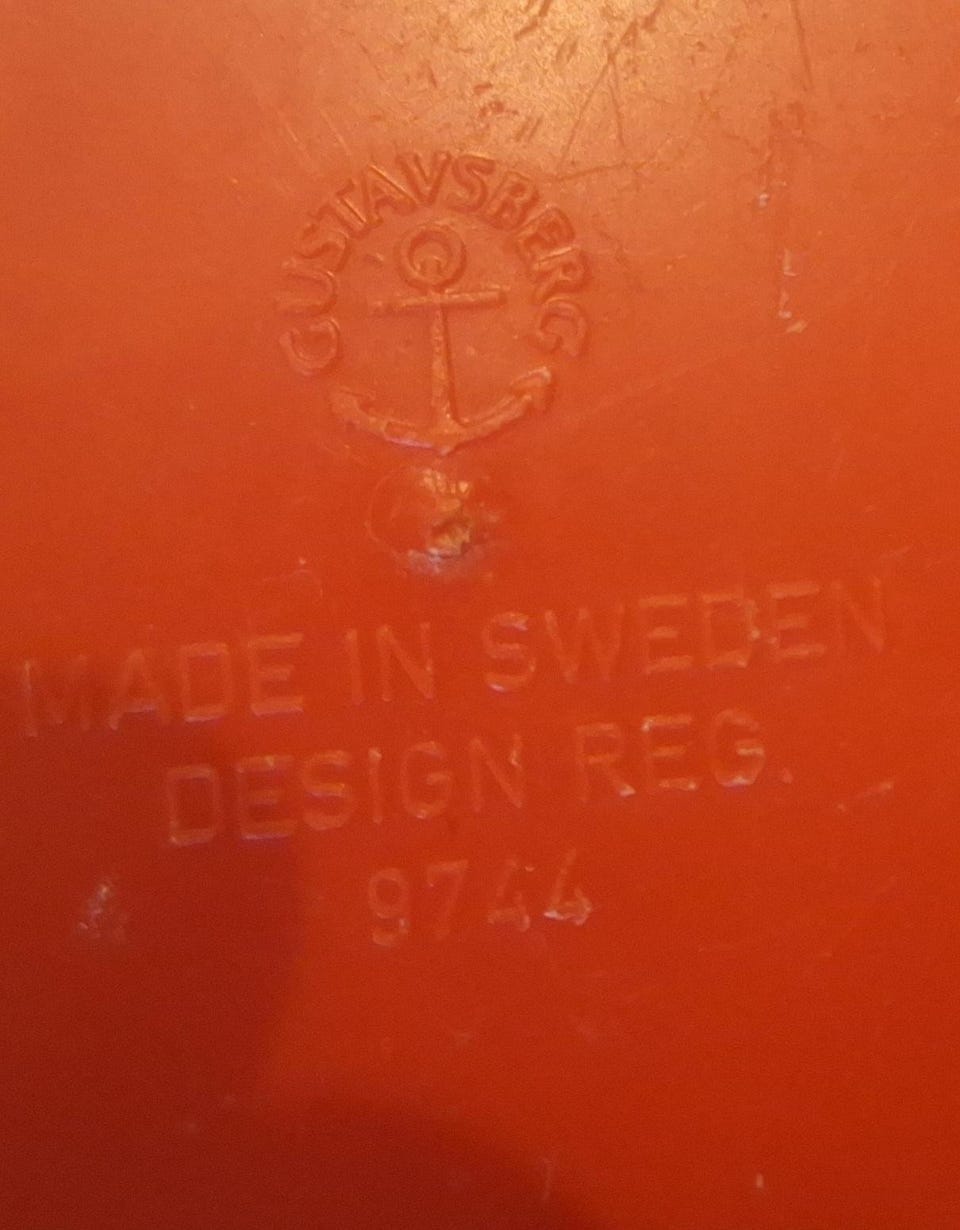 GUSTAVSBERG
MADE IN SWEDEN
DESIGN REG.
9744